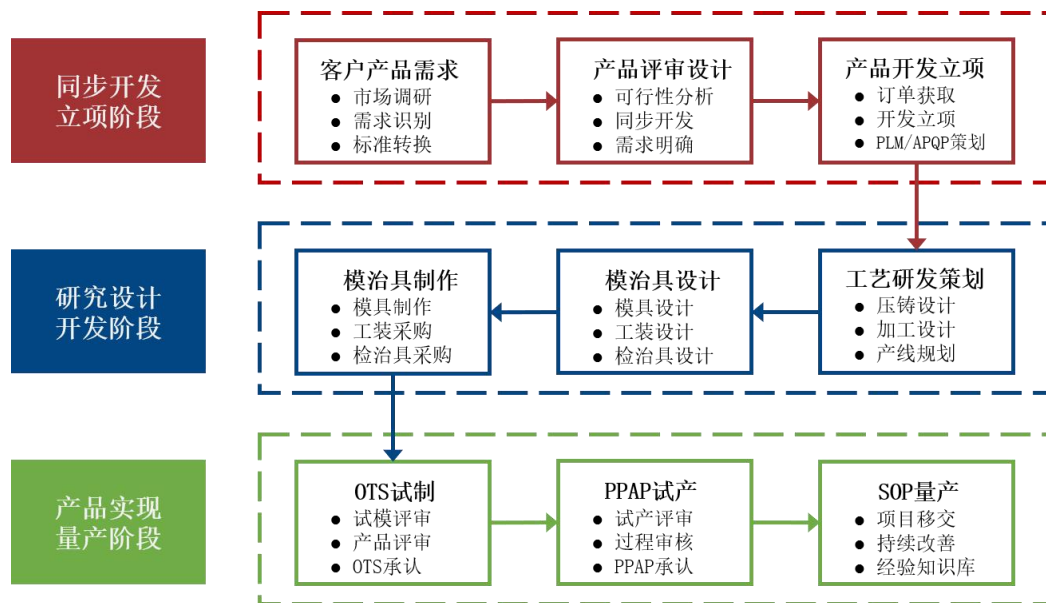 同步开发
立项阶段
客户产品需求
● 市场调研
● 需求识别
● 标准转换
产品评审设计
● 可行性分析
● 同步开发
● 需求明确
产品开发立项
● 订单获取
● 开发立项
● PLM/APQP策划
研究设计
开发阶段
模治具制作
● 模具制作
● 工装采购
● 检治具采购
模治具设计
● 模具设计
● 工装设计
● 检治具设计
工艺研发策划
● 压铸设计
● 加工设计
● 产线规划
产品实现
量产阶段
OTS试制
● 试模评审
● 产品评审
● OTS承认
PPAP试产
● 试产评审
● 过程审核
● PPAP承认
SOP量产
● 项目移交
● 持续改善
● 经验知识库